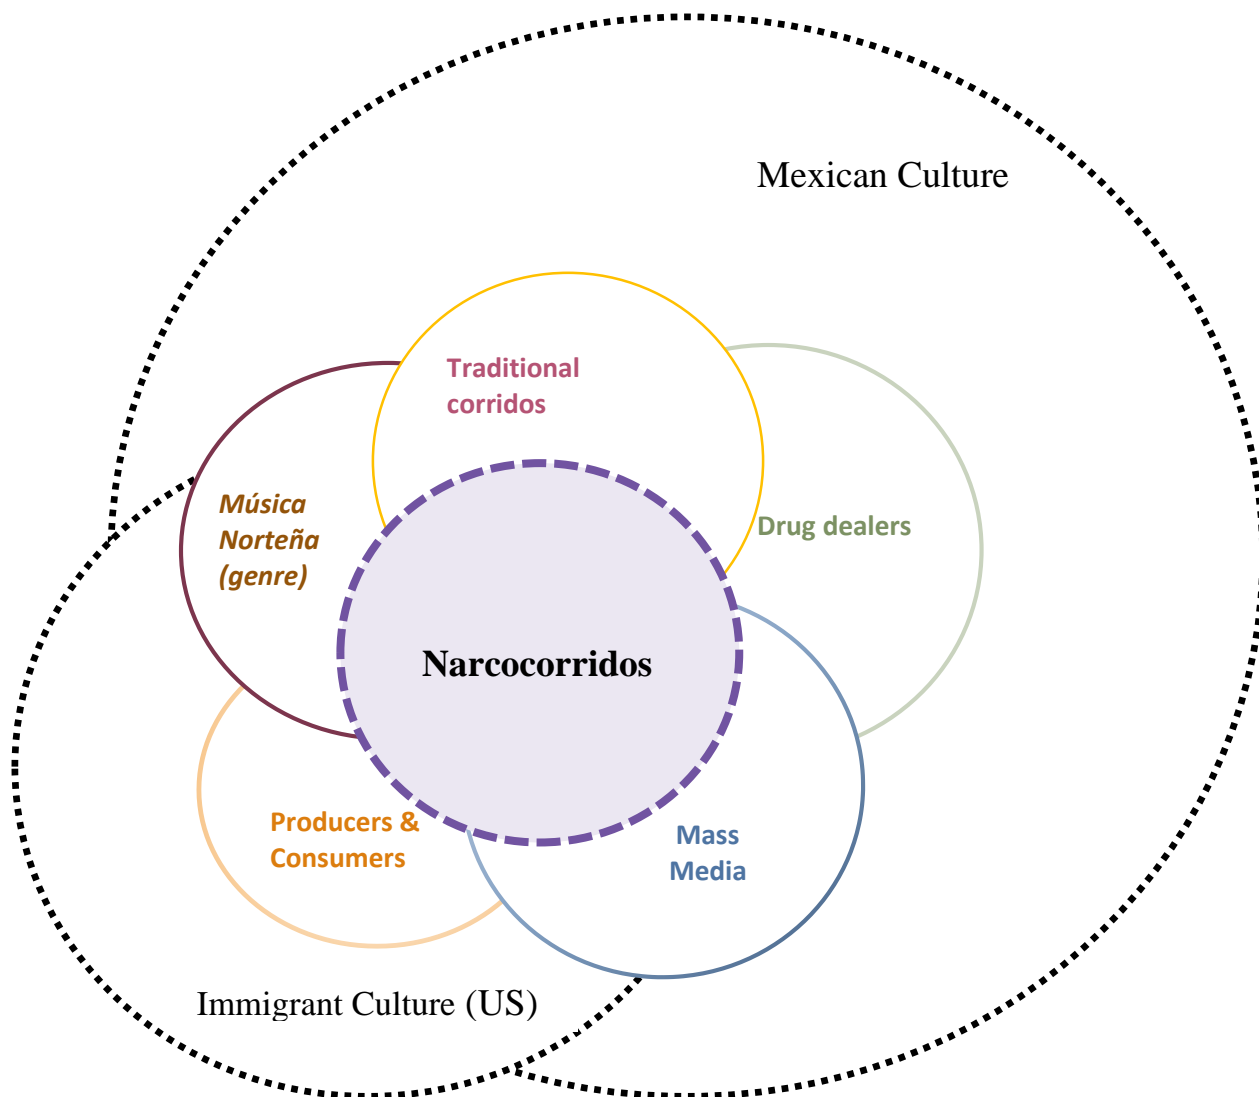 Mexican Culture
Traditional
corridos
Música
Norteña
(genre)
Drug dealers
Narcocorridos
Producers &
Consumers
Mass
Media
Immigrant Culture (US)